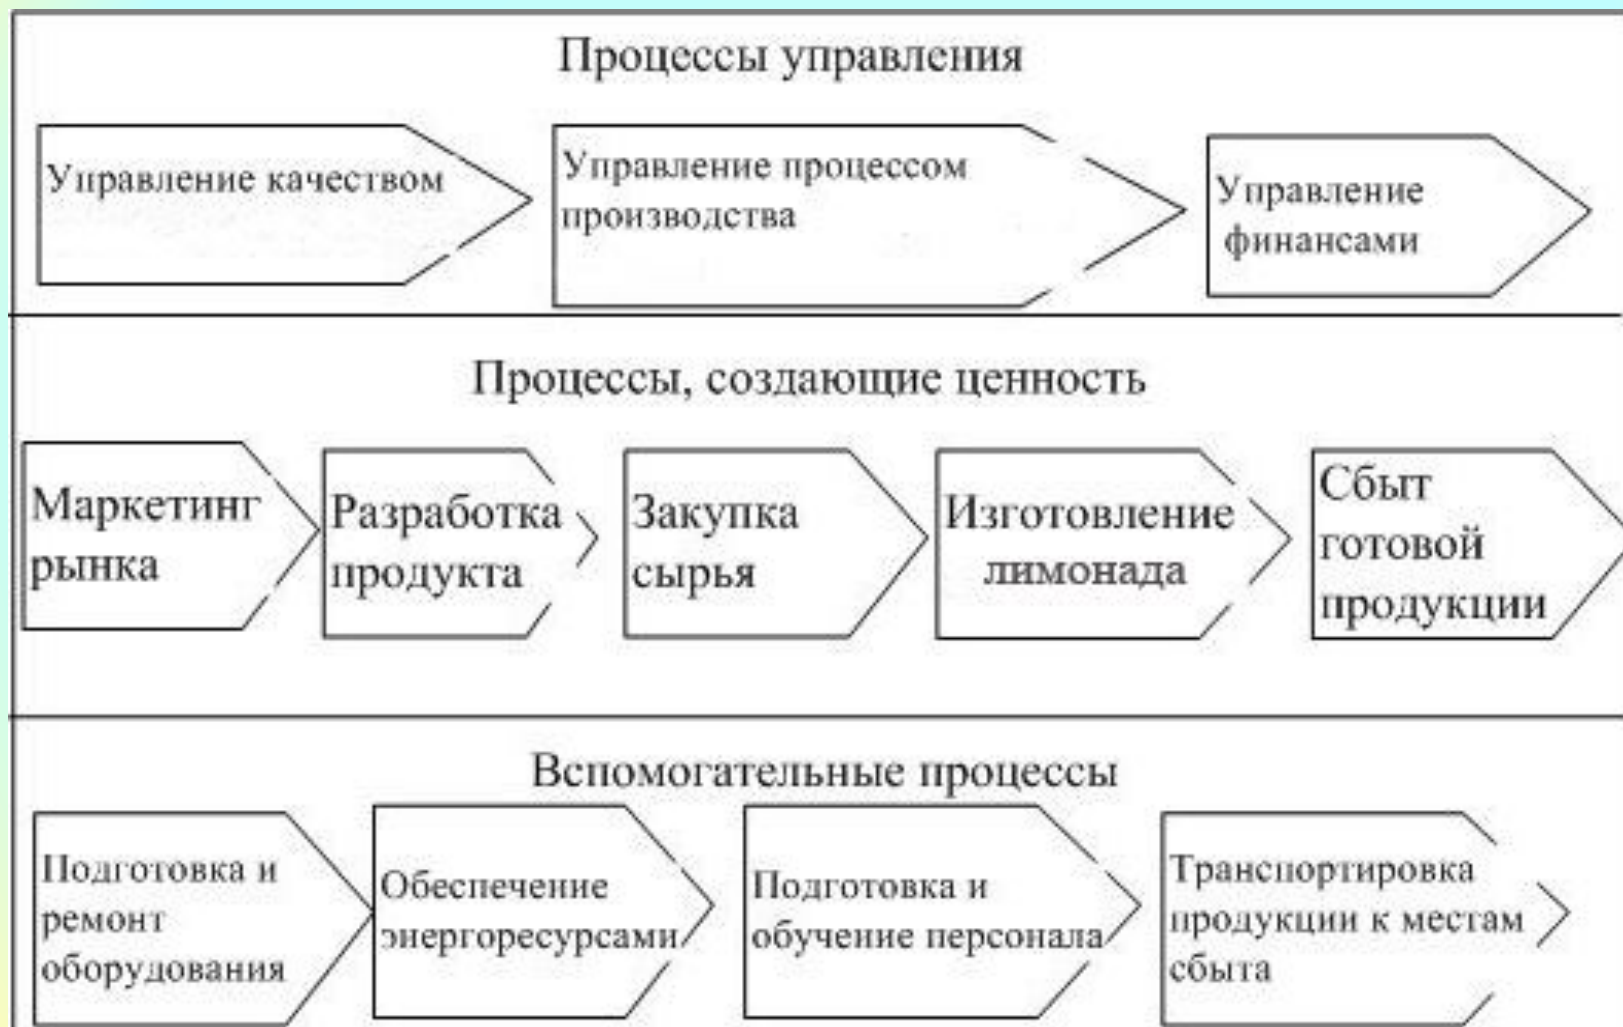 Процессы управления
Управление качеством
Управление процессом
производства
Управление
финансами
Процессы, создающие ценность
Маркетинг
рынка
Разработка
продукта
Закупка
сырья
Изготовление
лимонада
Сбыт
готовой
продукции
Вспомогательные процессы
Подготовка и
ремонт
оборудования
Обеспечение
энергоресурсами
Подготовка и
обучение персонала
Транспортировка
продукции к местам
сбыта